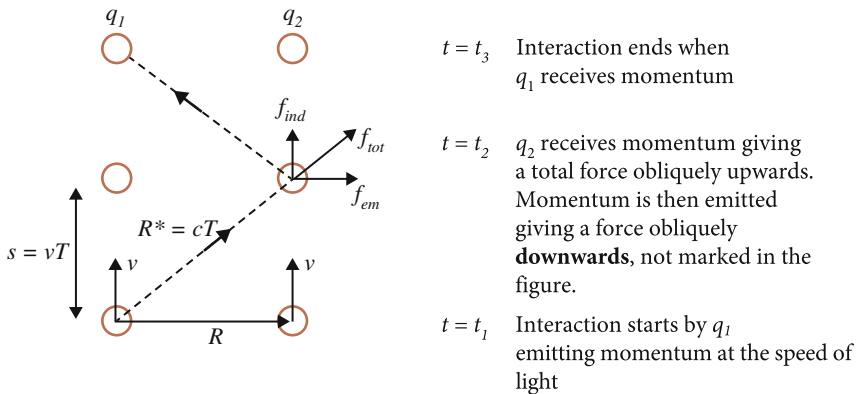 q1 q2
t = t3 Interaction ends when
q1 receives momentum
find
ftot
t = t2 q2 receives momentum giving
a total force obliquely upwards.
Momentum is then emitted
giving a force obliquely
downwards, not marked in the
figure.
fem
R* = cT
s = vT
v v
R
t = t1 Interaction starts by q1
emitting momentum at the speed of
light